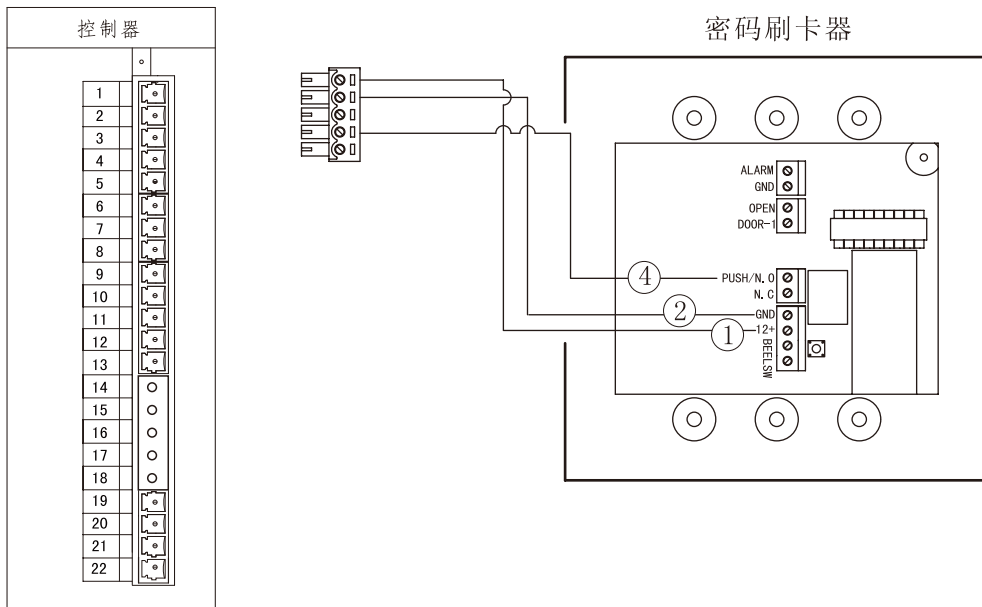 控制器
1
2
3
4
5
6
7
8
9
10
11
12
13
14
15
16
17
18
19
20
21
22
密码刷卡器
ALARM
GND
OPEN
DOOR-1
④ PUSH/N.O
N.C
② GND
① 12+
BEELSW